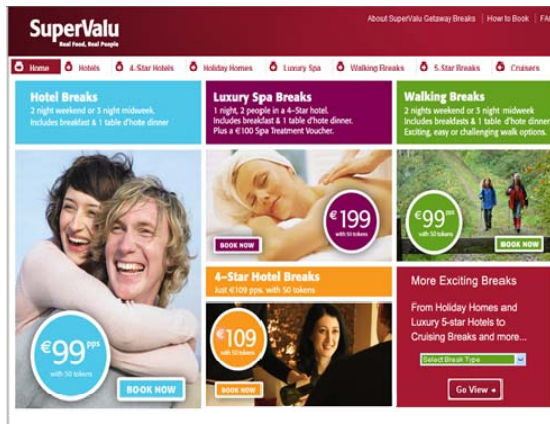 SuperValu
Real Food, Real People
About SuperValu Getaway Breaks | How to Book | FA
Home
Hotels
4-Star Hotels
Holiday Homes
Luxury Spa
Walking Breaks
5-Star Breaks
Cruisers
Hotel Breaks
2 night weekend or 3 night midweek.
Includes breakfast & 1 table d'hote dinner
Luxury Spa Breaks
1 night, 2 people in a 4-Star hotel.
Includes breakfast & 1 table d'hote dinner.
Plus a €100 Spa Treatment Voucher.
Walking Breaks
2 nights weekend or 3 night midweek
Includes breakfasts & 1 table d'hote dinner
Exciting, easy or challenging walk options.
€99 pps
with 50 tokens
BOOK NOW
€199
with 50 tokens
BOOK NOW
€99 pps
with 50 tokens
BOOK NOW
4-Star Hotel Breaks
Just €109 pps. with 50 tokens
€109
with 50 tokens
BOOK NOW
More Exciting Breaks
From Holiday Homes and
Luxury 5-star Hotels to
Cruising Breaks and more...
Select Break Type
Go View